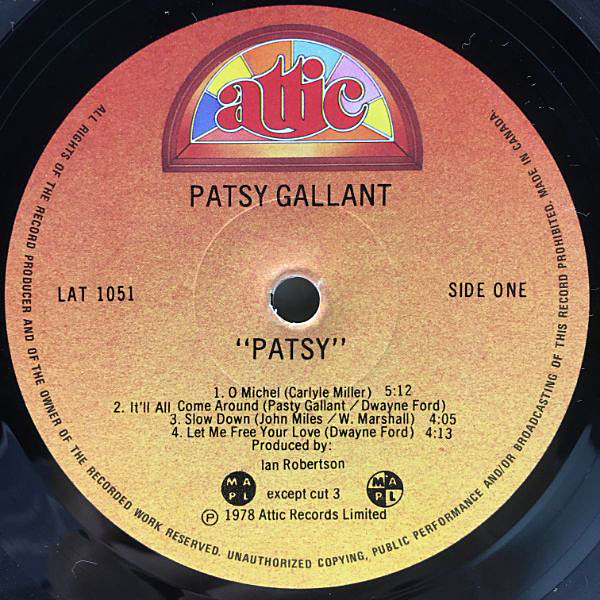 attic
PATSY GALLANT
LAT 1051
SIDE ONE
"PATSY"
1. O Michel (Carlyle Miller) 5:12
2. It'll All Come Around (Pasty Gallant / Dwayne Ford)
3. Slow Down (John Miles / W. Marshall) 4:05
4. Let Me Free Your Love (Dwayne Ford) 4:13
Produced by:
Ian Robertson
M A
P L
except cut 3
M A
P L
Ⓟ 1978 Attic Records Limited
ALL RIGHTS OF THE RECORD PRODUCER AND OF THE OWNER OF THE RECORDED WORK RESERVED. UNAUTHORIZED COPYING, PUBLIC PERFORMANCE AND/OR BROADCASTING OF THIS RECORD PROHIBITED. MADE IN CANADA.